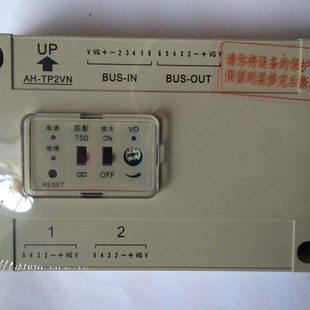 UP
AH-TP2VN
V VG + - 2 3 4 5 6
BUS-IN
6 5 4 3 2 - + VG V
BUS-OUT
电源
匹配
放大
VD
75Ω
ON
故障
RESET
∞
OFF
1
2
5 4 3 2 - + VG V
5 4 3 2 - + VG V